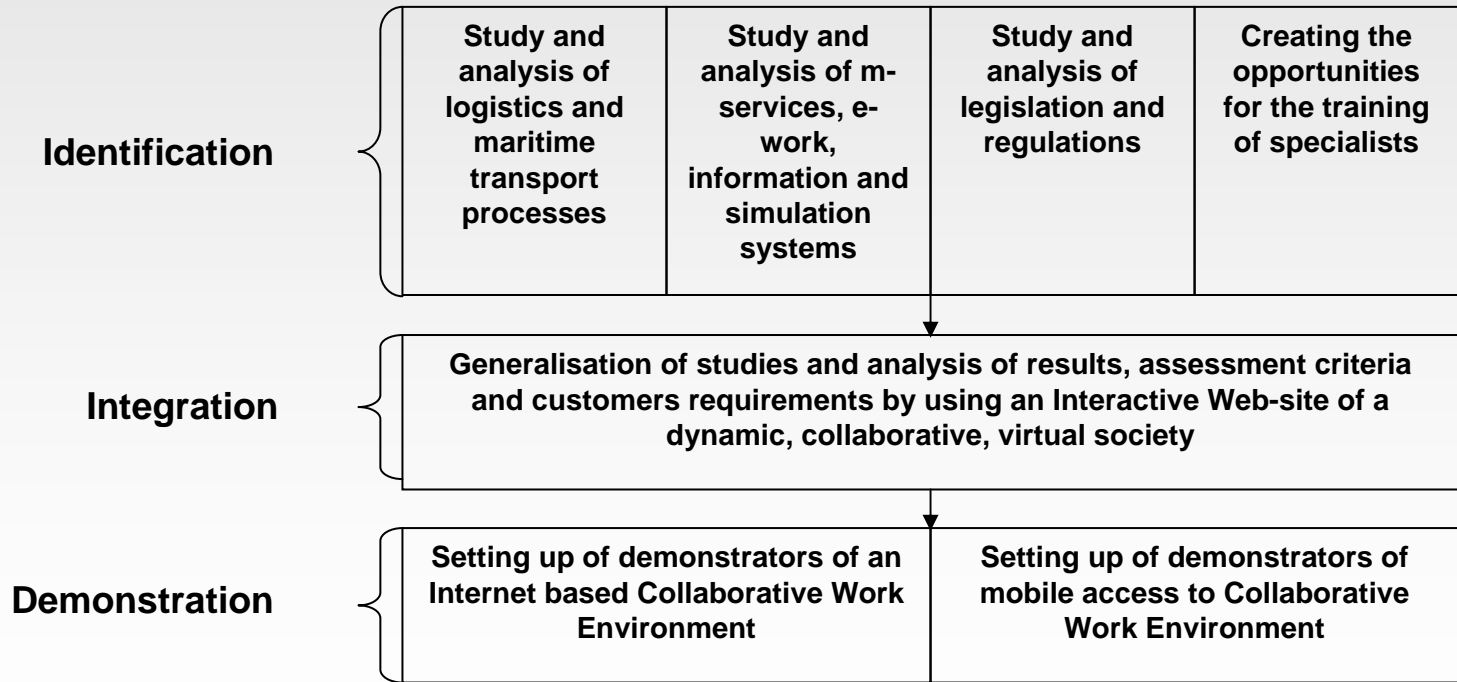 Identification
Study and
analysis of
logistics and
maritime
transport
processes
Study and
analysis of m-
services, e-
work,
information and
simulation
systems
Study and
analysis of
legislation and
regulations
Creating the
opportunities
for the training
of specialists
Integration
Generalisation of studies and analysis of results, assessment criteria
and customers requirements by using an Interactive Web-site of a
dynamic, collaborative, virtual society
Demonstration
Setting up of demonstrators of an
Internet based Collaborative Work
Environment
Setting up of demonstrators of
mobile access to Collaborative
Work Environment